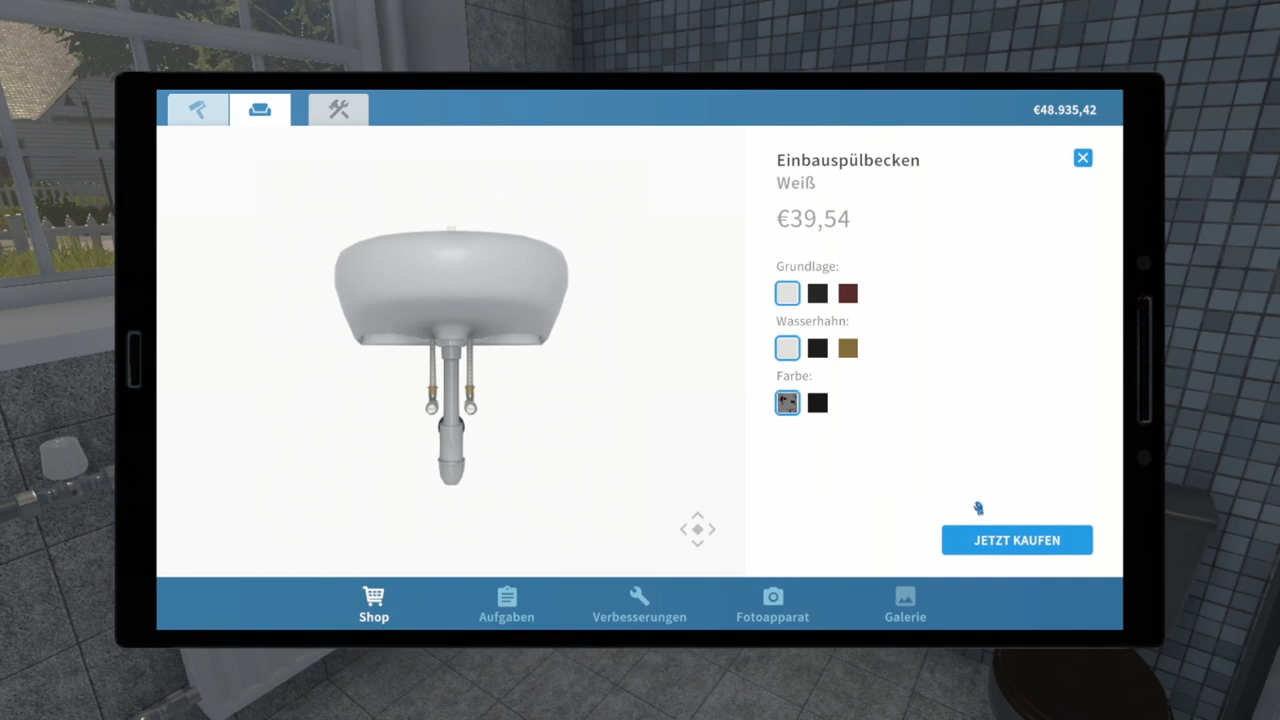 €48.935,42
Einbauspülbecken
Weiß
€39,54
Grundlage:
Wasserhahn:
Farbe:
JETZT KAUFEN
Shop
Aufgaben
Verbesserungen
Fotoapparat
Galerie